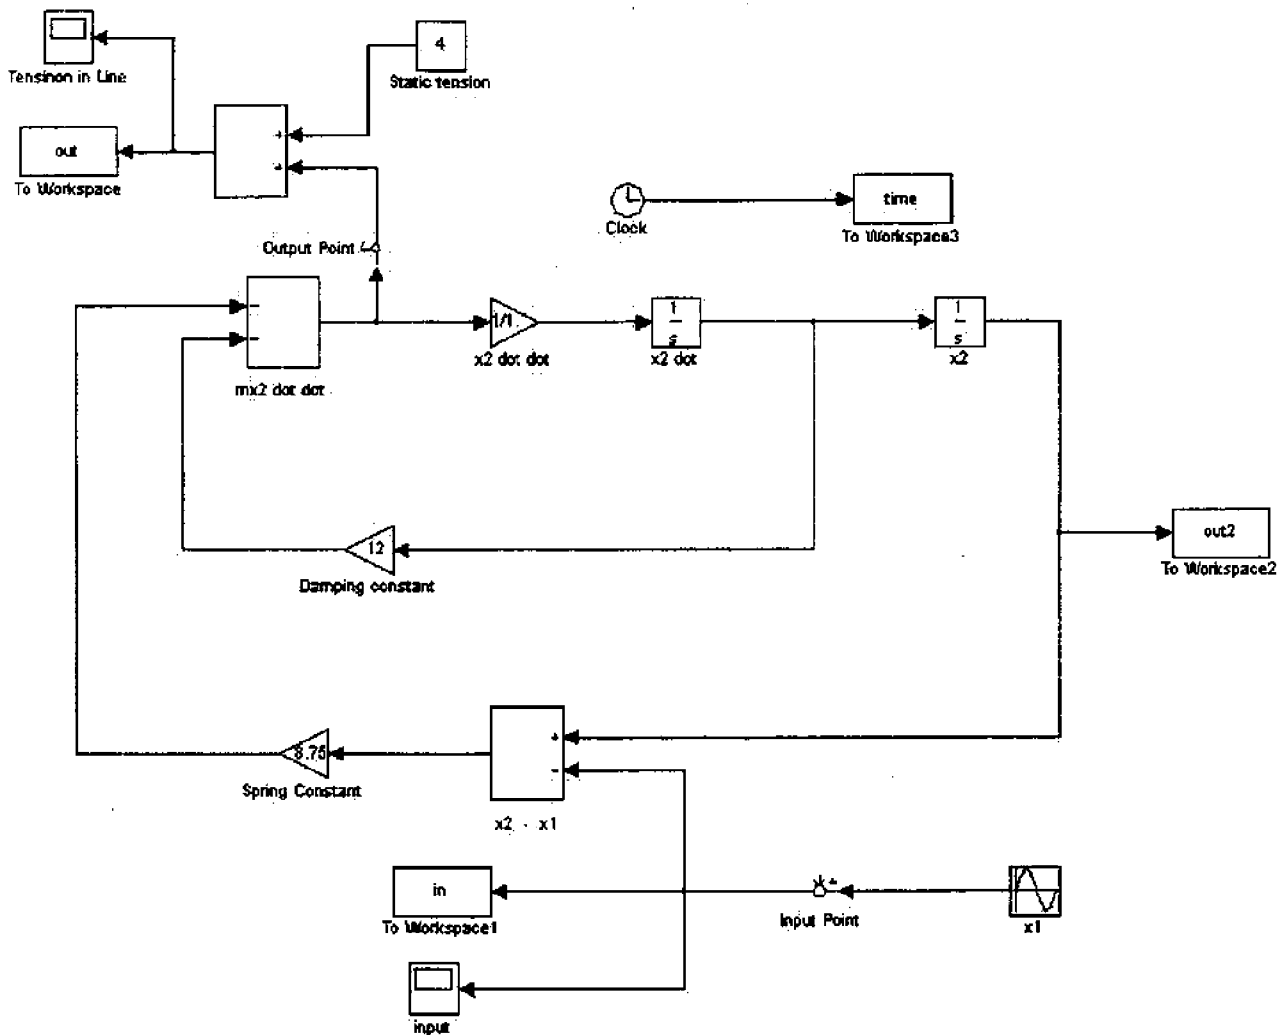 4
Tensinon in Line
Static tension
+
+
out
To Workspace
time
Clock
To Workspace3
Output Point
-
-
1/1
1
s
1
s
x2 dot dot
x2 dot
x2
mx2 dot dot
12
Damping constant
out2
To Workspace2
+
-
8.75
Spring Constant
x2 - x1
in
To Workspace1
Input Point
x1
input